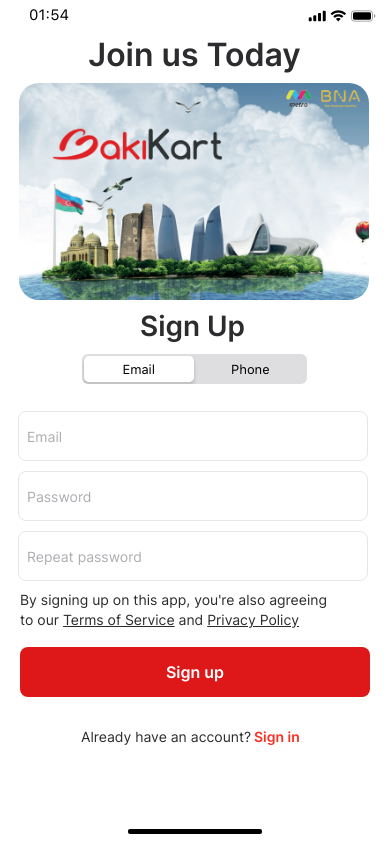 01:54
Join us Today
metro BNA
BakiKart
Sign Up
Email Phone
Email
Password
Repeat password
By signing up on this app, you're also agreeing
to our Terms of Service and Privacy Policy
Sign up
Already have an account? Sign in